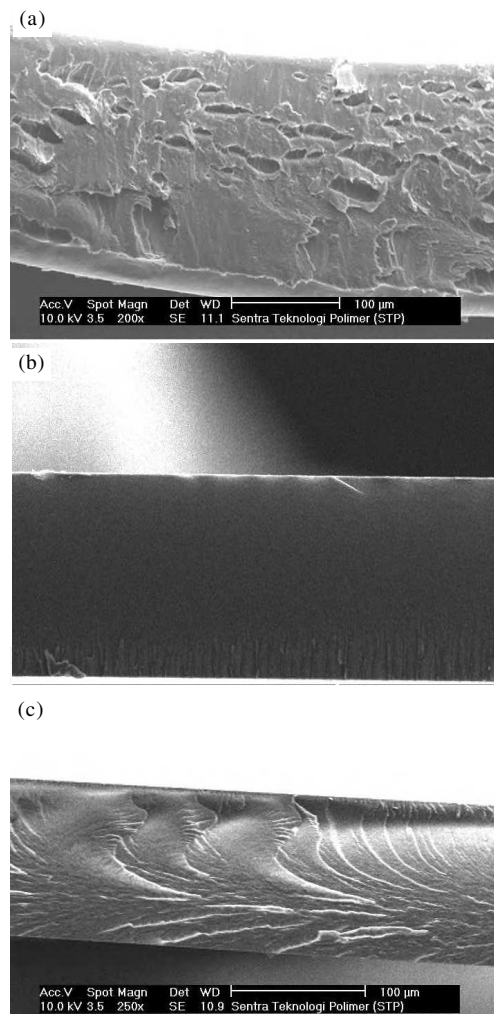 (a)
Acc.V Spot Magn Det WD 100 µm
10.0 kV 3.5 200x SE 11.1 Sentra Teknologi Polimer (STP)
(b)
(c)
Acc.V Spot Magn Det WD 100 µm
10.0 kV 3.5 250x SE 10.9 Sentra Teknologi Polimer (STP)